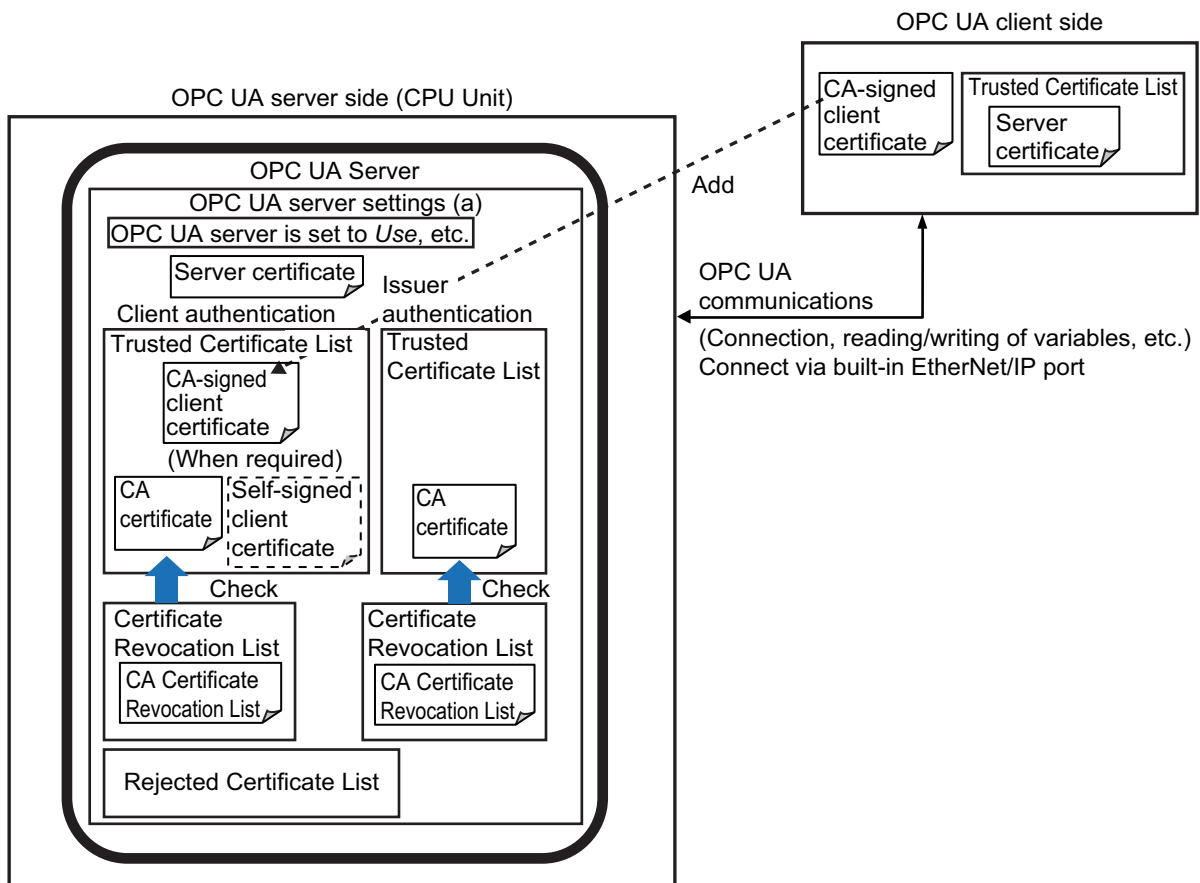 OPC UA client side
CA-signed
client
certificate
Trusted Certificate List
Server
certificate
OPC UA server side (CPU Unit)
OPC UA Server
OPC UA server settings (a)
OPC UA server is set to Use, etc.
Server certificate
Add
OPC UA
communications
(Connection, reading/writing of variables, etc.)
Connect via built-in EtherNet/IP port
Client authentication
Trusted Certificate List
CA-signed
client
certificate
(When required)
CA
certificate
Self-signed
client
certificate
Check
Certificate
Revocation List
CA Certificate
Revocation List
Issuer
authentication
Trusted
Certificate List
CA
certificate
Check
Certificate
Revocation List
CA Certificate
Revocation List
Rejected Certificate List